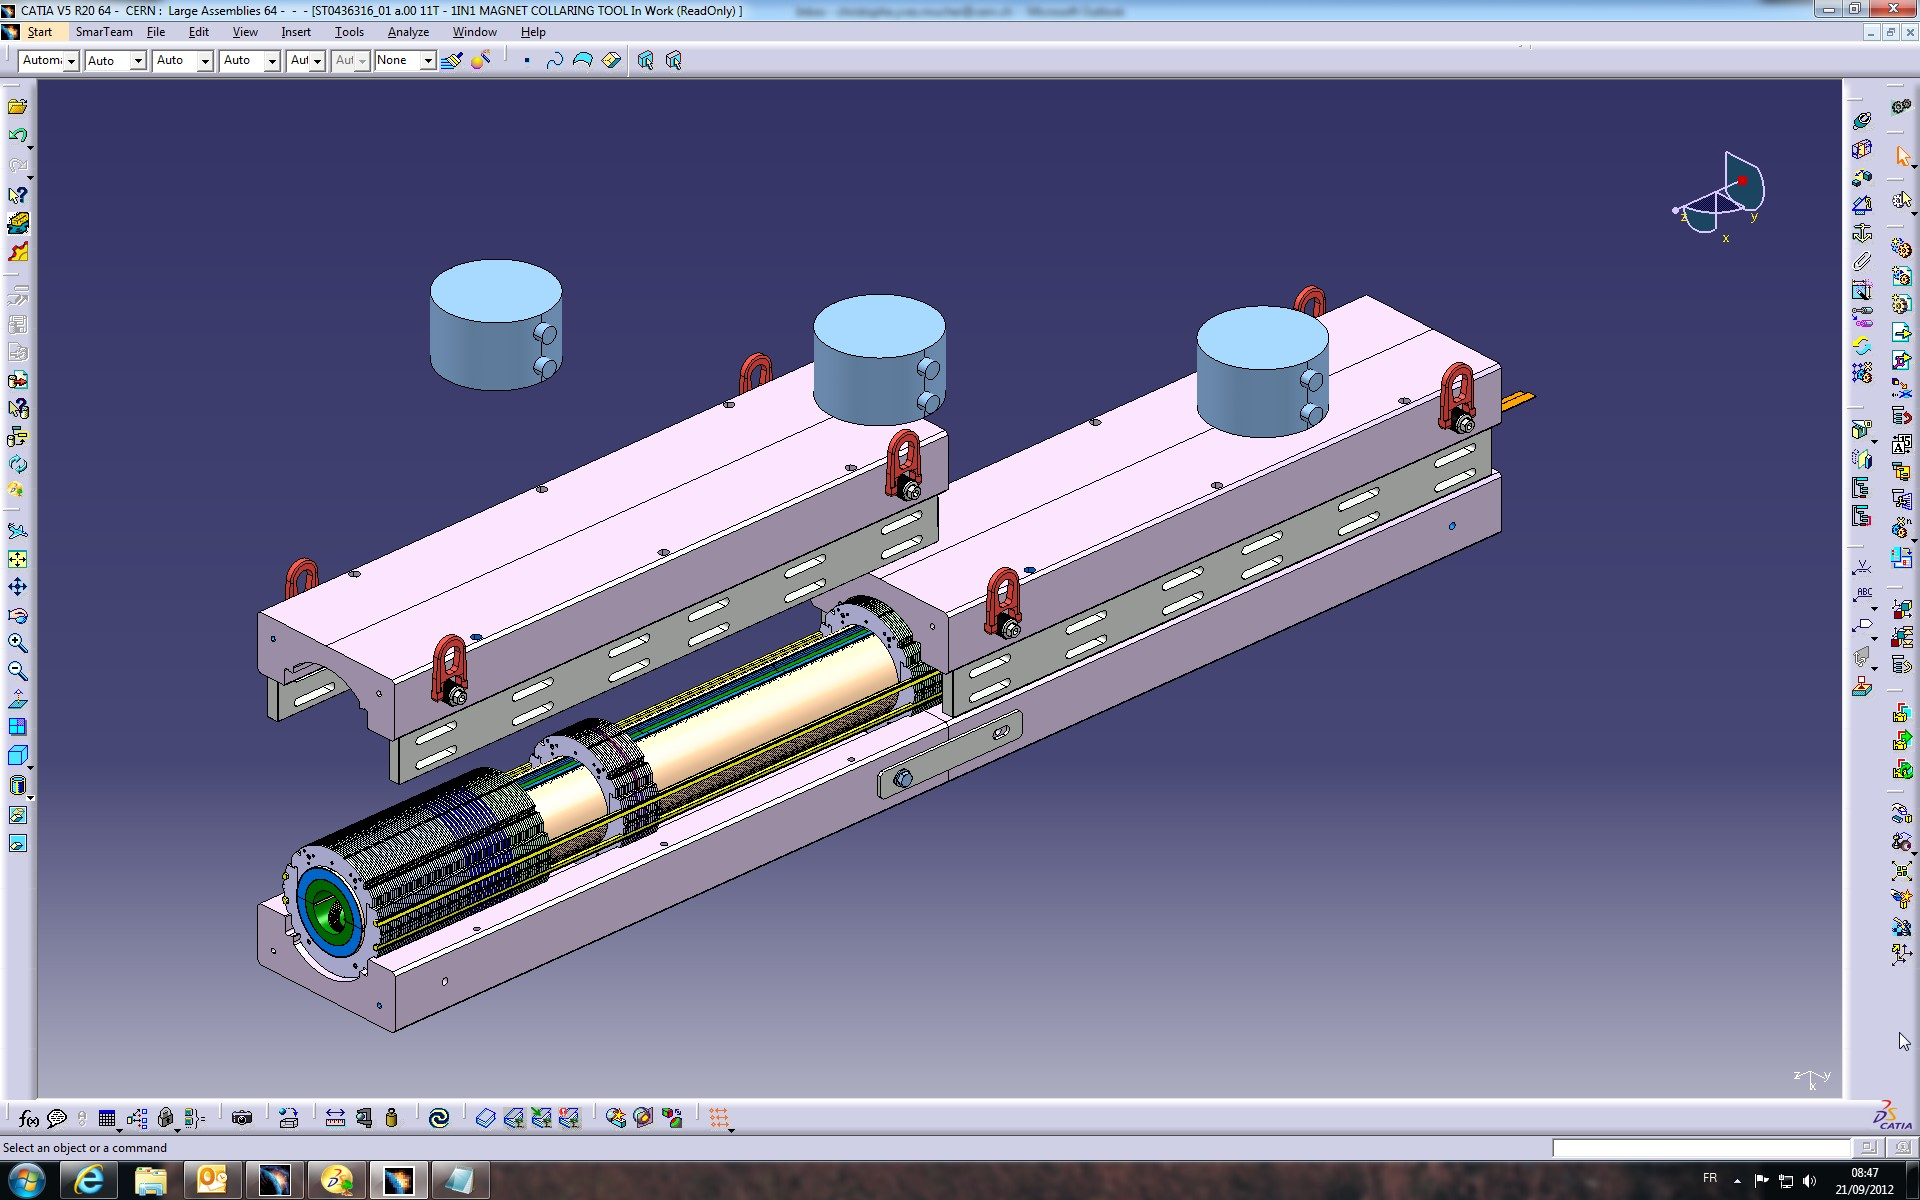 CATIA V5 R20 64 - CERN : Large Assemblies 64 - - - [ST0436316_01 a.00 11T - 1IN1 MAGNET COLLARING TOOL In Work (ReadOnly) ]
Start SmarTeam File Edit View Insert Tools Analyze Window Help
Auto Auto Auto None
z
y
x
ABC
z y
x
f(x)
CATIA
Select an object or a command
FR
08:47
21/09/2012